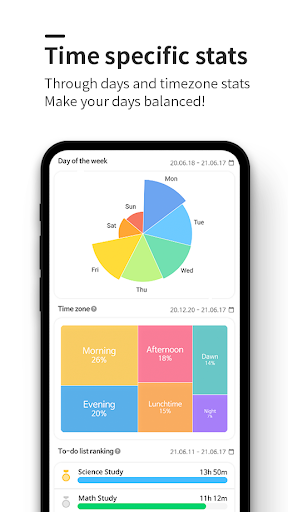 Time specific stats
Through days and timezone stats
Make your days balanced!
Day of the week
20.06.18 ~ 21.06.17
Mon
Sun
Tue
Sat
Fri
Wed
Thu
Time zone
20.12.20 ~ 21.06.17
Morning
26%
Afternoon
18%
Dawn
14%
Evening
20%
Lunchtime
15%
Night
7%
To-do list ranking
21.06.11 ~ 21.06.17
Science Study
13h 50m
Math Study
11h 12m